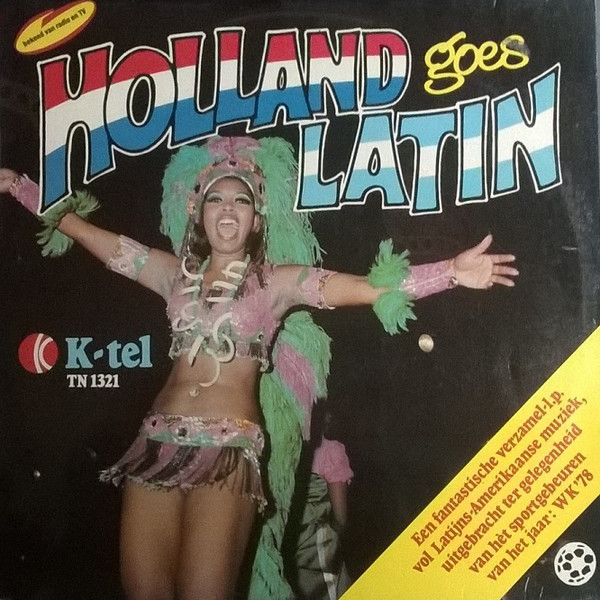 bekend van radio en TV
HOLLAND goes
LATIN
K-tel
TN 1321
Een fantastische verzamel-l.p.
vol Latijns-Amerikaanse muziek,
uitgebracht ter gelegenheid
van hèt sportgebeuren
van het jaar: WK '78